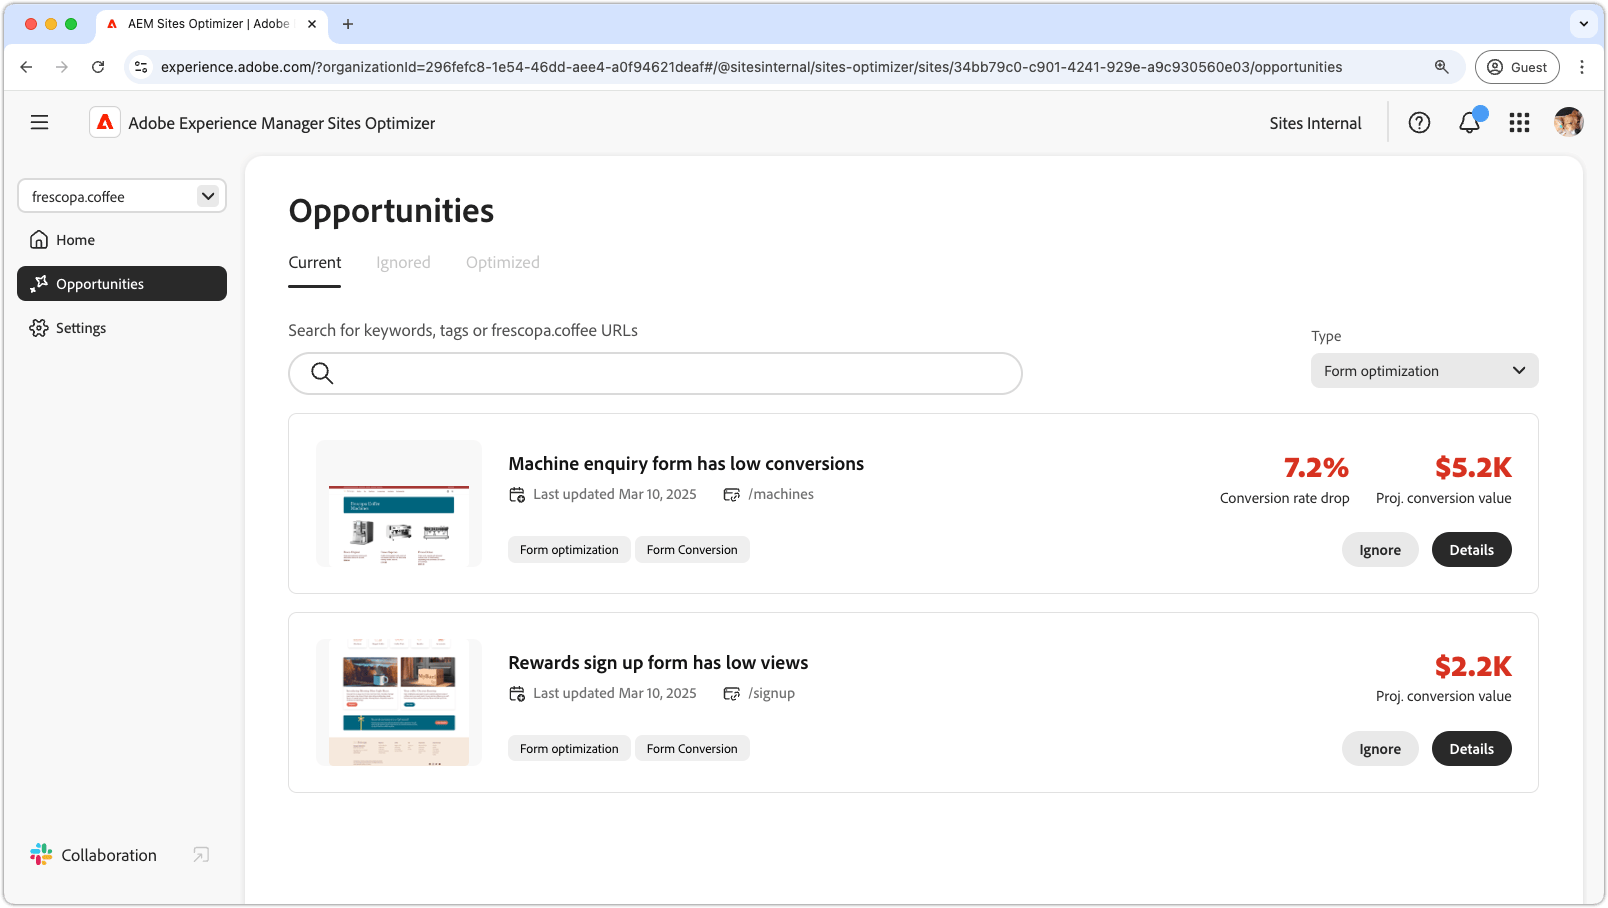 AEM Sites Optimizer | Adobe
experience.adobe.com/?organizationId=296fefc8-1e54-46dd-aee4-a0f94621deaf#/@sitesinternal/sites-optimizer/sites/34bb79c0-c901-4241-929e-a9c930560e03/opportunities
Guest
Adobe Experience Manager Sites Optimizer
Sites Internal
frescopa.coffee
Home
Opportunities
Settings
Collaboration
Opportunities
Current Ignored Optimized
Search for keywords, tags or frescopa.coffee URLs
Type
Form optimization
Machine enquiry form has low conversions
Last updated Mar 10, 2025 /machines
Form optimization Form Conversion
7.2% $5.2K
Conversion rate drop Proj. conversion value
Ignore Details
Rewards sign up form has low views
Last updated Mar 10, 2025 /signup
Form optimization Form Conversion
$2.2K
Proj. conversion value
Ignore Details